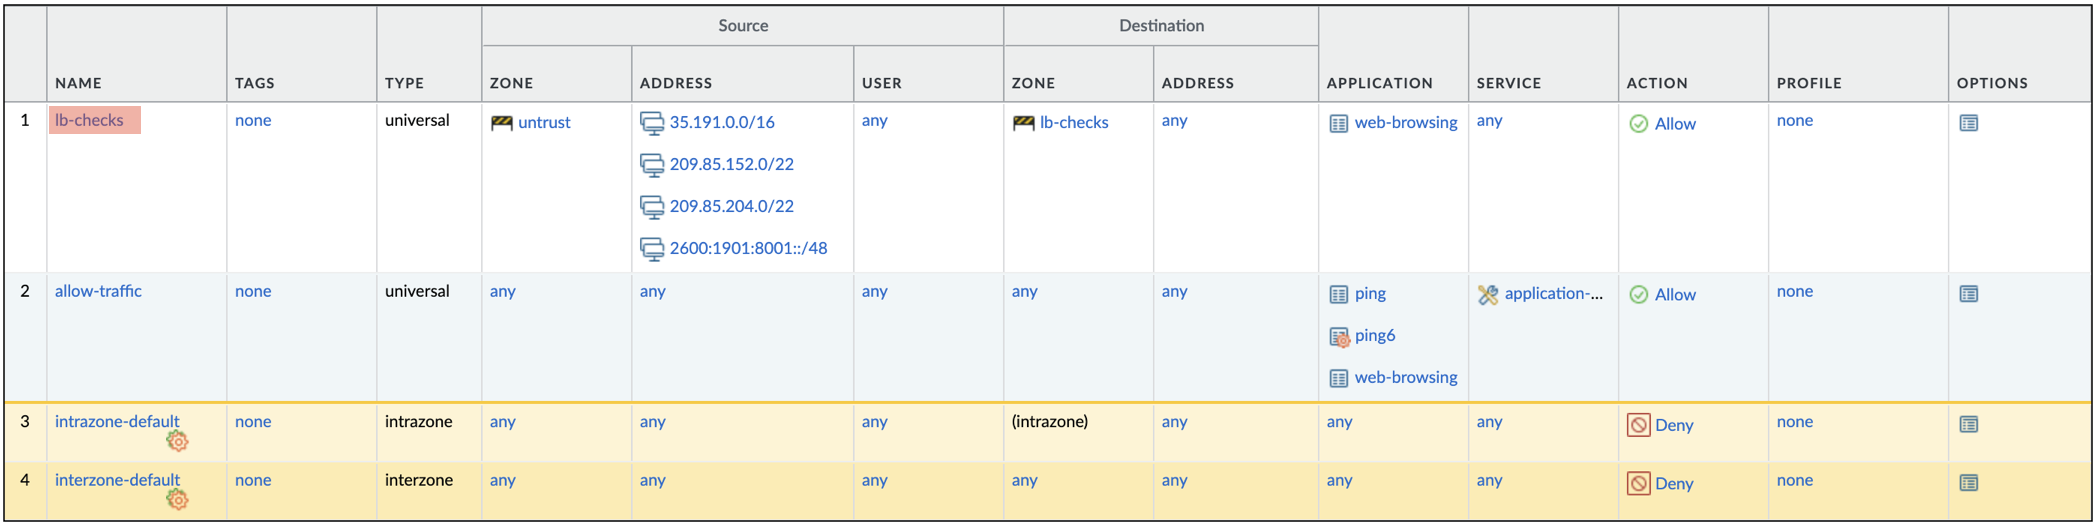 Source Destination
NAME TAGS TYPE ZONE ADDRESS USER ZONE ADDRESS APPLICATION SERVICE ACTION PROFILE OPTIONS
1 lb-checks none universal untrust 35.191.0.0/16 any lb-checks any web-browsing any Allow none
209.85.152.0/22
209.85.204.0/22
2600:1901:8001::/48
2 allow-traffic none universal any any any any any ping application-... Allow none
ping6
web-browsing
3 intrazone-default none intrazone any any any (intrazone) any any any Deny none
4 interzone-default none interzone any any any any any any any Deny none